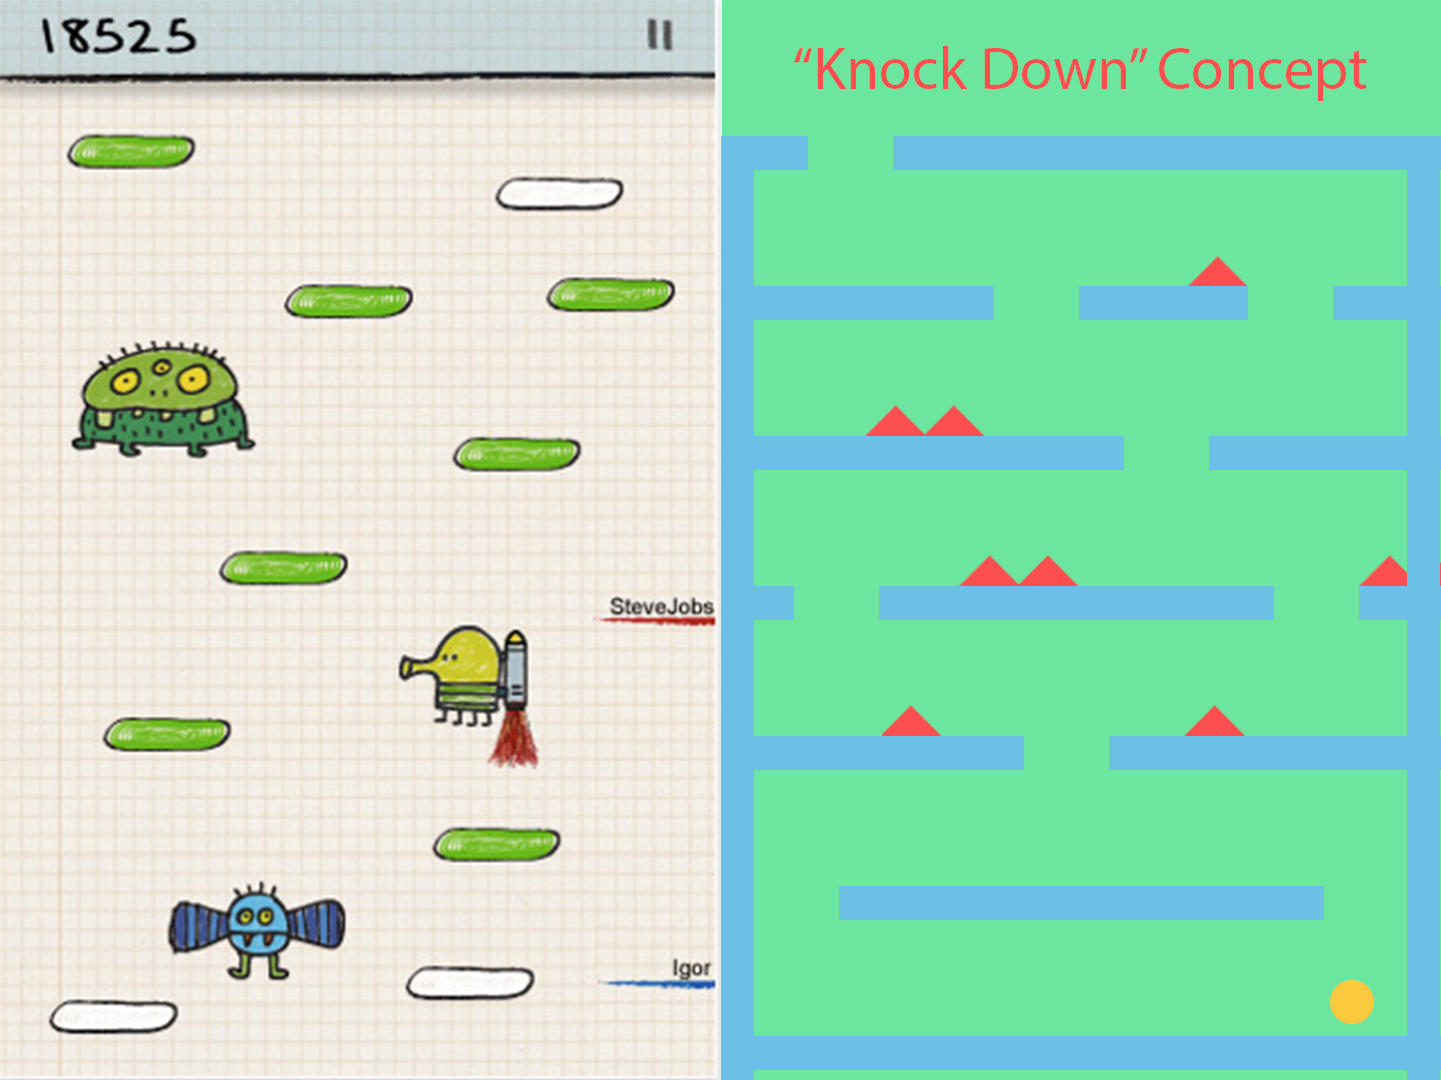 18525
“Knock Down” Concept
SteveJobs
Igor